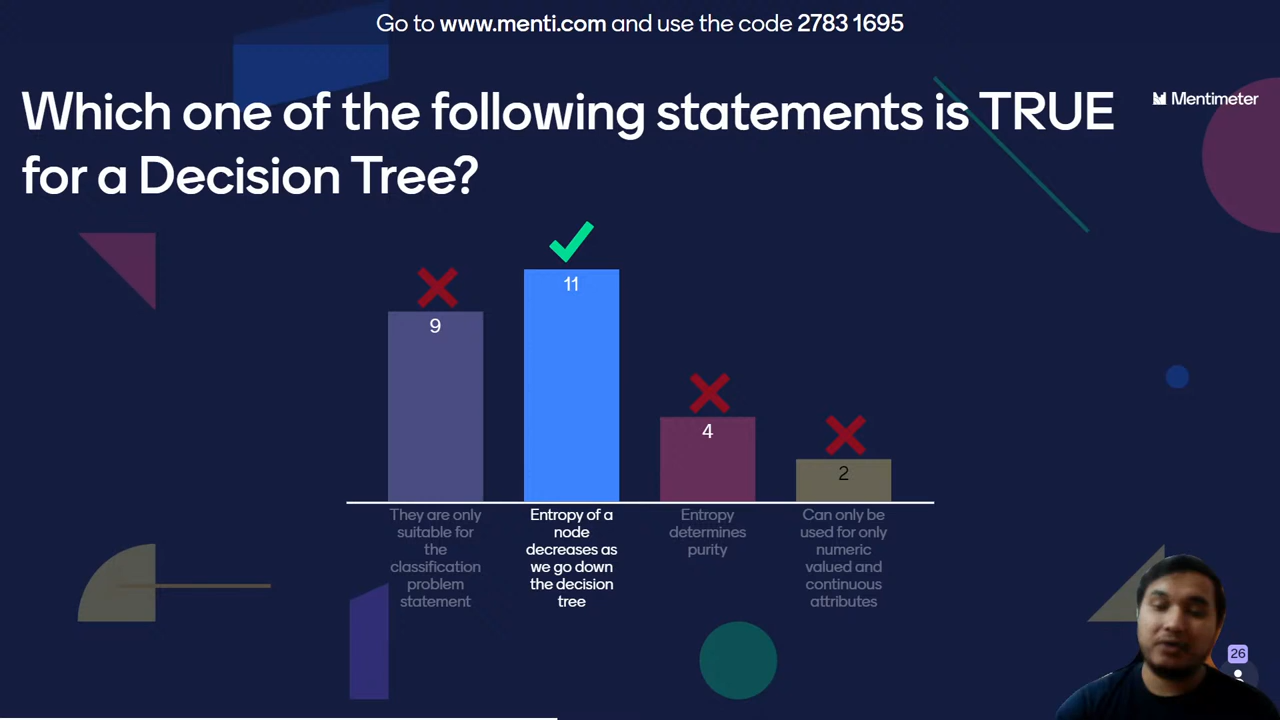 Go to www.menti.com and use the code 2783 1695
Which one of the following statements is TRUE
for a Decision Tree?
Mentimeter
9
11
4
2
They are only
suitable for
the
classification
problem
statement
Entropy of a
node
decreases as
we go down
the decision
tree
Entropy
determines
purity
Can only be
used for only
numeric
valued and
continuous
attributes
26